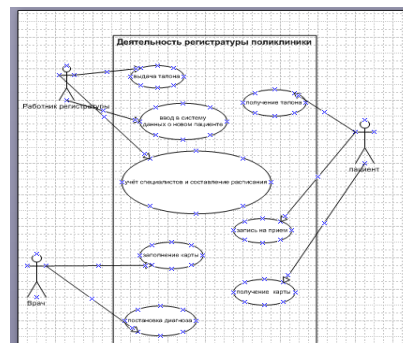 Деятельность регистратуры поликлиники
выдача талона
получение талона
Работник регистратуры
ввод в систему
данных о новом пациенте
пациент
учёт специалистов и составление расписания
запись на прием
заполнение карты
получение карты
Врач
постановка диагноза